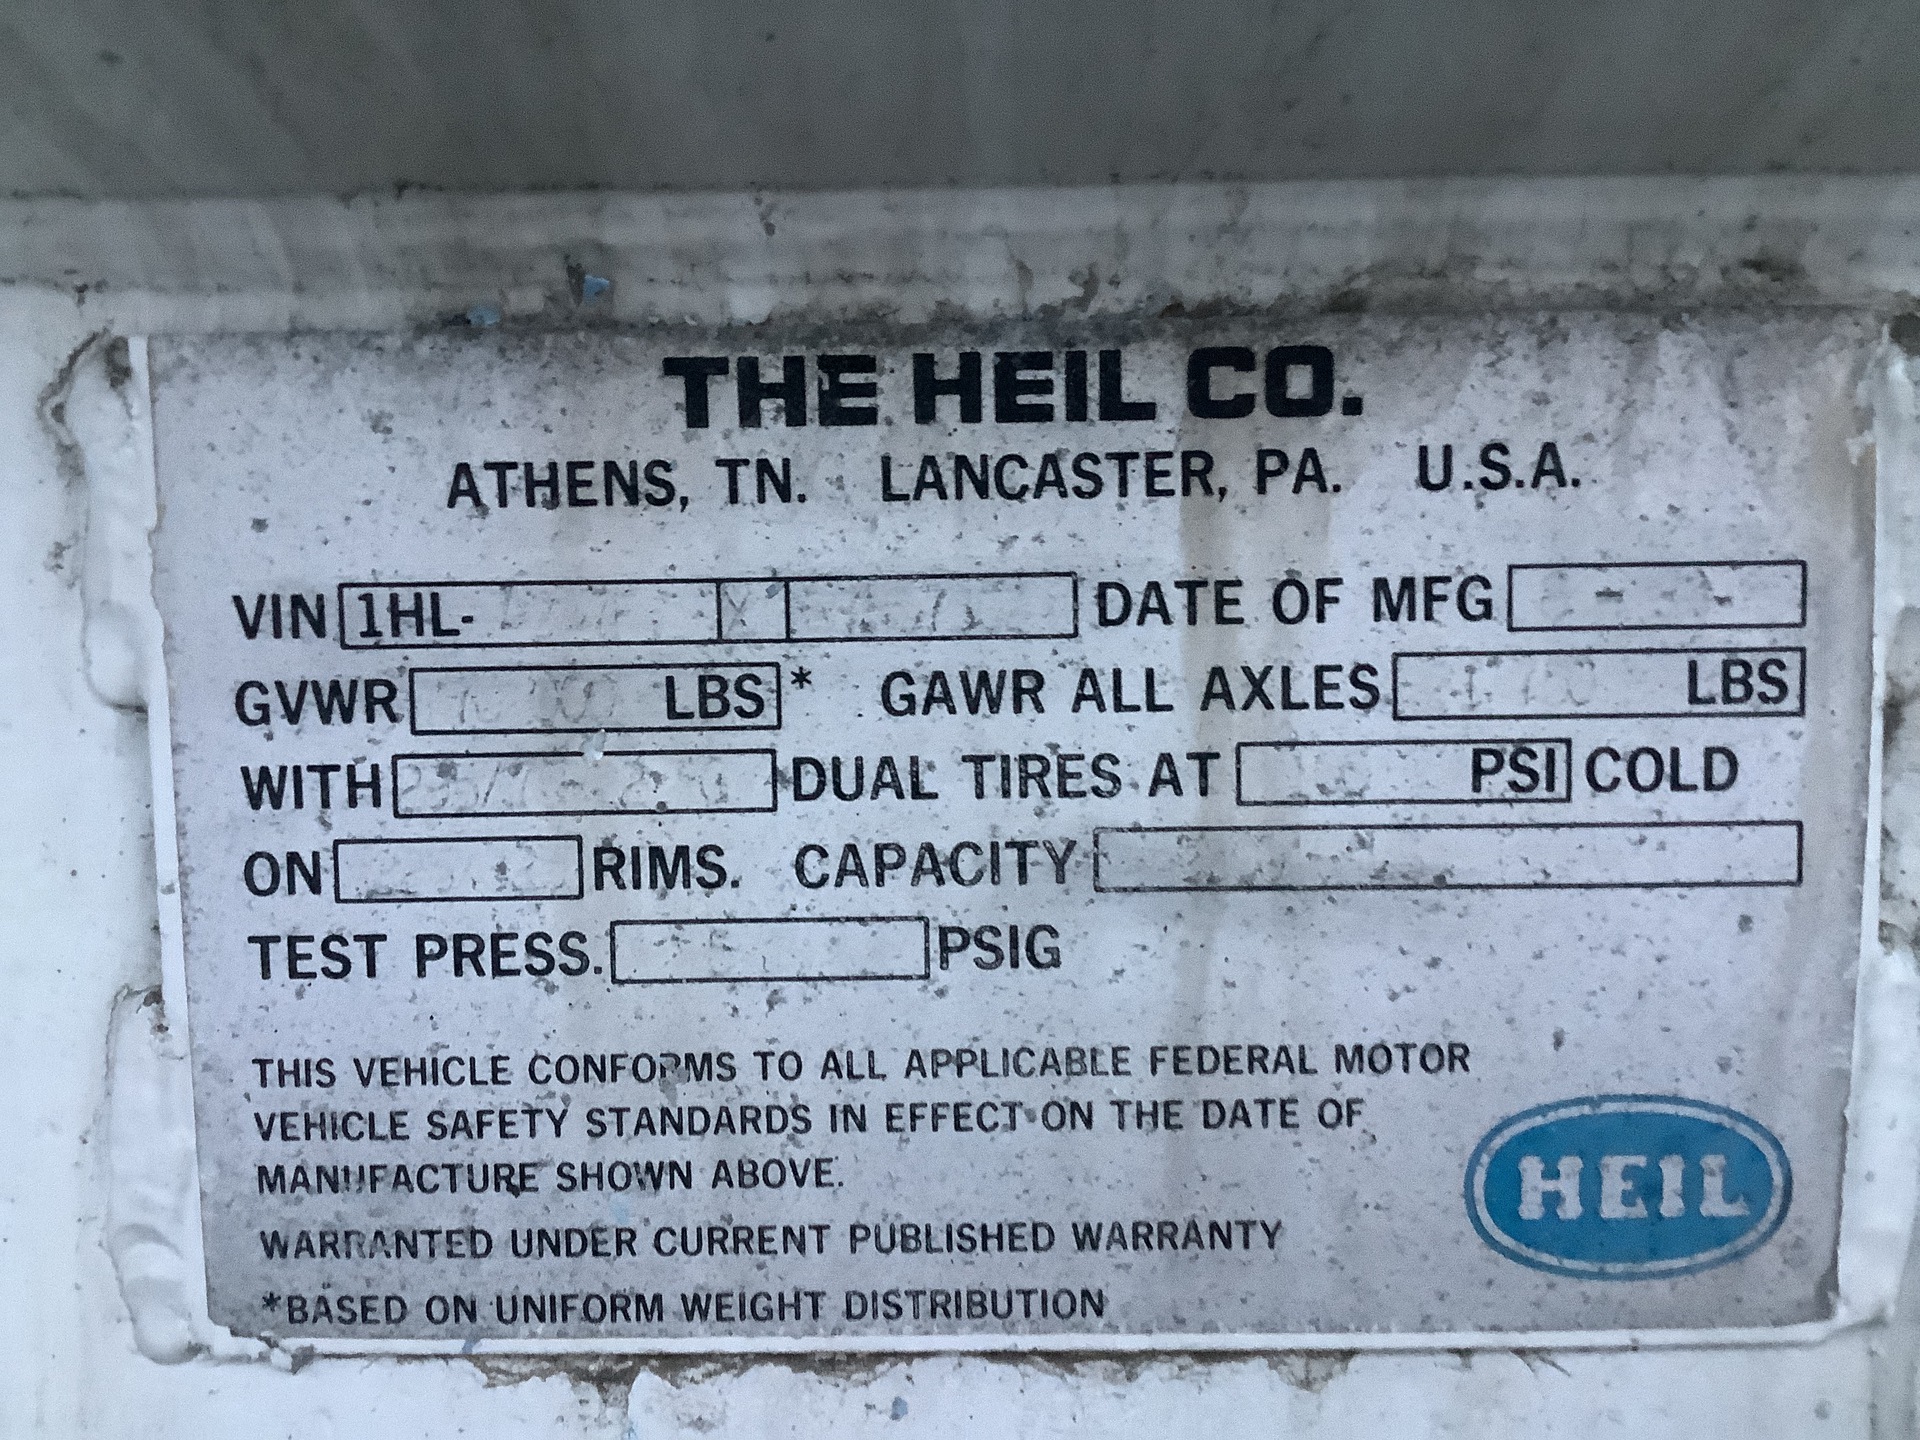 THE HEIL CO.
ATHENS, TN. LANCASTER, PA. U.S.A.
VIN 1HL- X DATE OF MFG - -
GVWR LBS * GAWR ALL AXLES LBS
WITH DUAL TIRES AT PSI COLD
ON RIMS. CAPACITY
TEST PRESS. PSIG
THIS VEHICLE CONFORMS TO ALL APPLICABLE FEDERAL MOTOR
VEHICLE SAFETY STANDARDS IN EFFECT ON THE DATE OF
MANUFACTURE SHOWN ABOVE.
WARRANTED UNDER CURRENT PUBLISHED WARRANTY
*BASED ON UNIFORM WEIGHT DISTRIBUTION
HEIL